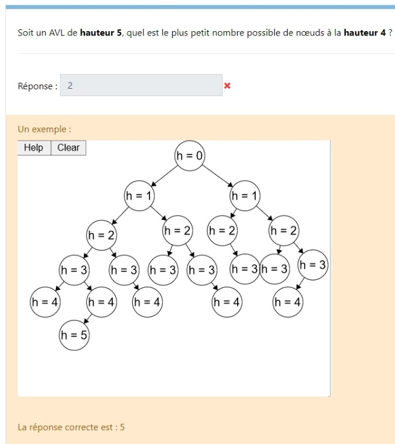 Soit un AVL de hauteur 5, quel est le plus petit nombre possible de nœuds à la hauteur 4 ?
Réponse : 2
Un exemple :
Help Clear
h = 0
h = 1 h = 1
h = 2 h = 2 h = 2 h = 2
h = 3 h = 3 h = 3 h = 3 h = 3 h = 3 h = 3
h = 4 h = 4 h = 4 h = 4 h = 4
h = 5
La réponse correcte est : 5